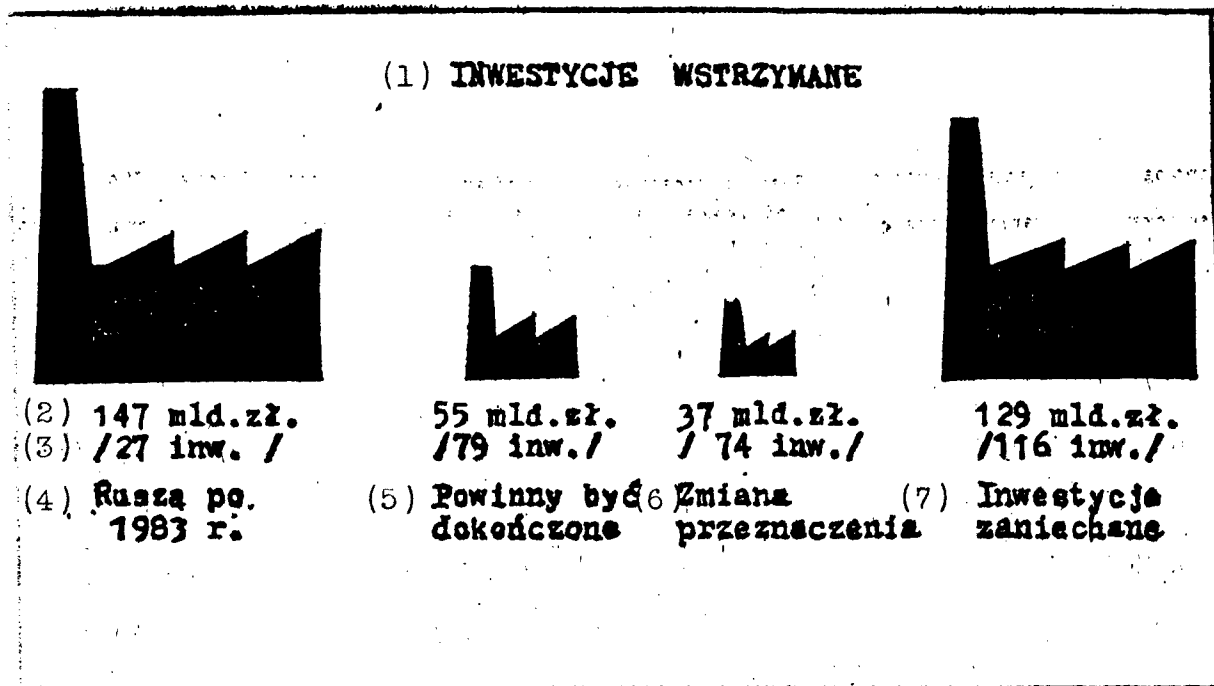 (1) INWESTYCJE WSTRZYMANE
(2) 147 mld.zł. 55 mld.zł. 37 mld.zł. 129 mld.zł.
(3) /27 inw. / /79 inw./ / 74 inw./ /116 inw./
(4) Ruszą po. (5) Powinny być (6) Zmiana (7) Inwestycje
1983 r. dokończone przeznaczenia zaniechane